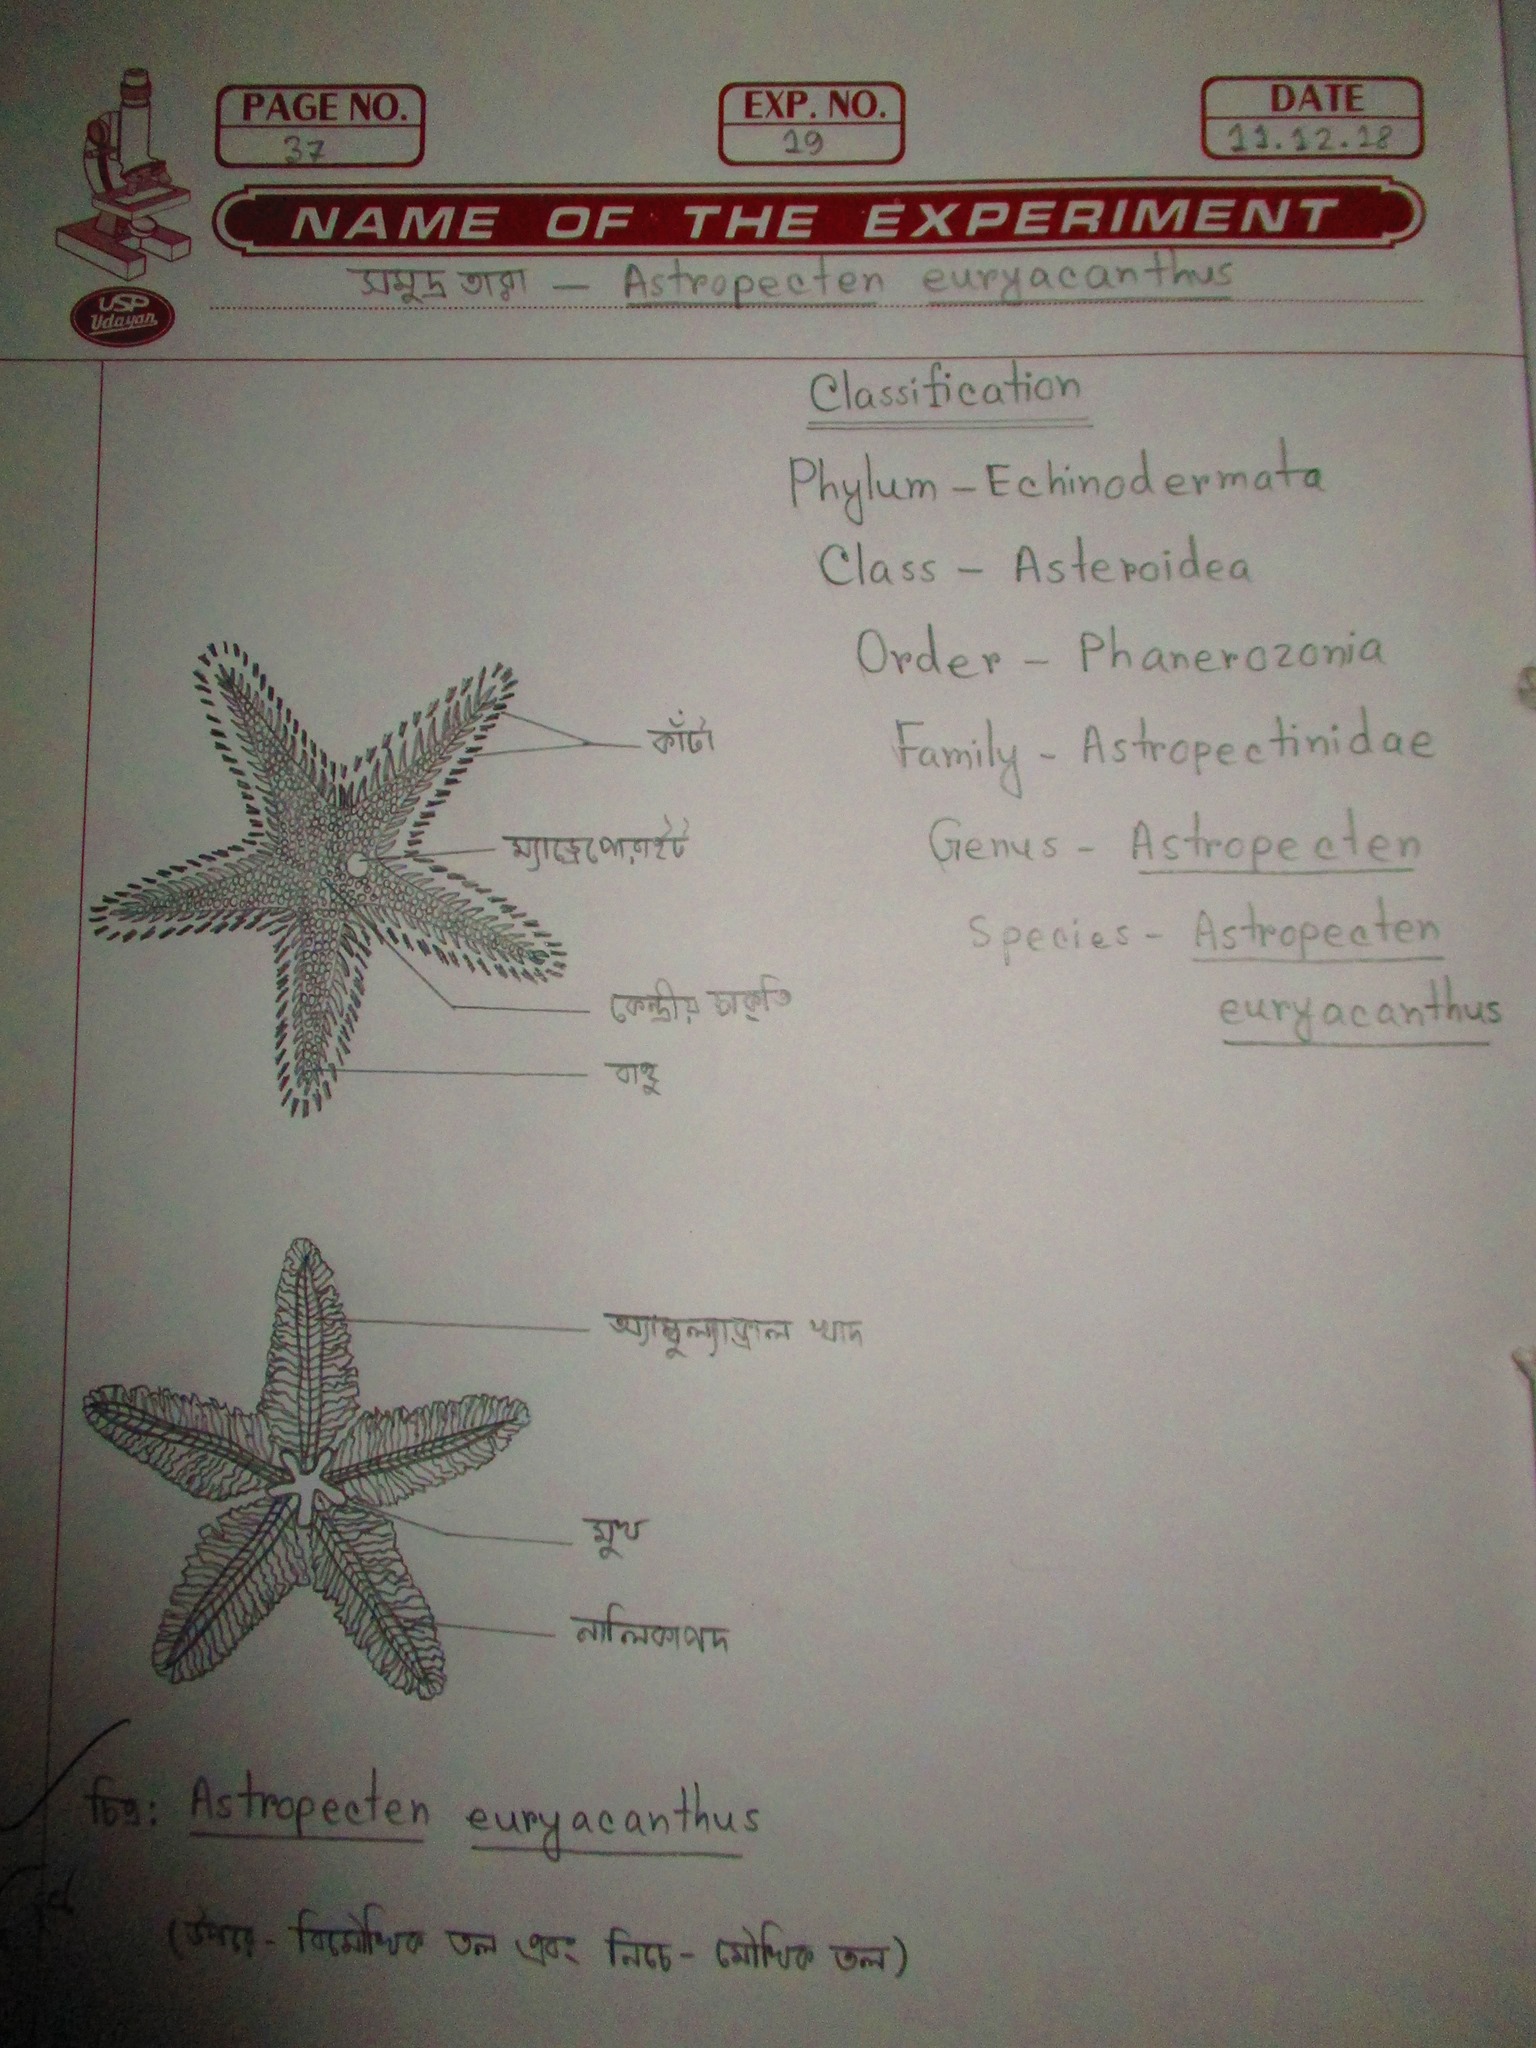 PAGE NO.
37
EXP. NO.
19
DATE
11.12.18
NAME OF THE EXPERIMENT
USP
Udayan
সমুদ্র তারা – Astropecten euryacanthus
Classification
Phylum – Echinodermata
Class – Asteroidea
Order – Phanerozonia
Family - Astropectinidae
Genus - Astropecten
Species - Astropecten
euryacanthus
কাঁটা
ম্যাড্রেপোরাইট
কেন্দ্রীয় চাকতি
বাহু
অ্যাম্বুল্যাক্রাল খাদ
মুখ
নালিকাপদ
চিত্র: Astropecten euryacanthus
(উপরে - বিমৌখিক তল এবং নিচে - মৌখিক তল)